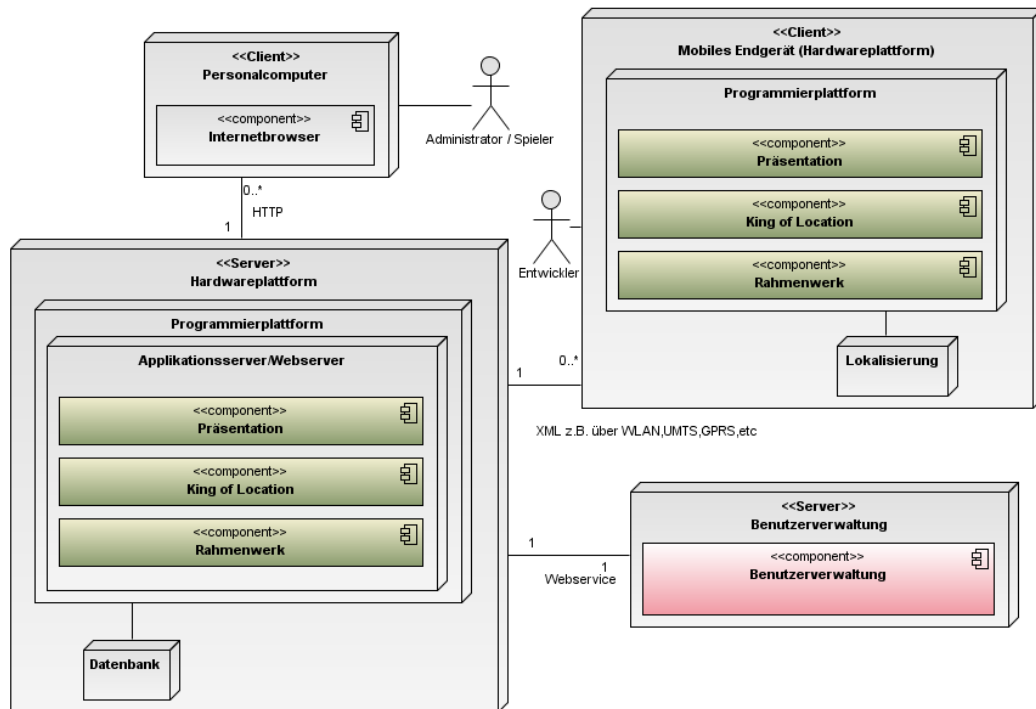 <<Client>>
Personalcomputer
<<component>>
Internetbrowser
Administrator / Spieler
0..*
HTTP
1
<<Client>>
Mobiles Endgerät (Hardwareplattform)
Programmierplattform
<<component>>
Präsentation
<<component>>
King of Location
<<component>>
Rahmenwerk
Lokalisierung
Entwickler
<<Server>>
Hardwareplattform
Programmierplattform
Applikationsserver/Webserver
<<component>>
Präsentation
<<component>>
King of Location
<<component>>
Rahmenwerk
Datenbank
0..*
1
XML z.B. über WLAN,UMTS,GPRS,etc
1
1
Webservice
<<Server>>
Benutzerverwaltung
<<component>>
Benutzerverwaltung